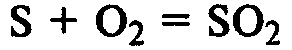 S + O₂ = SO₂